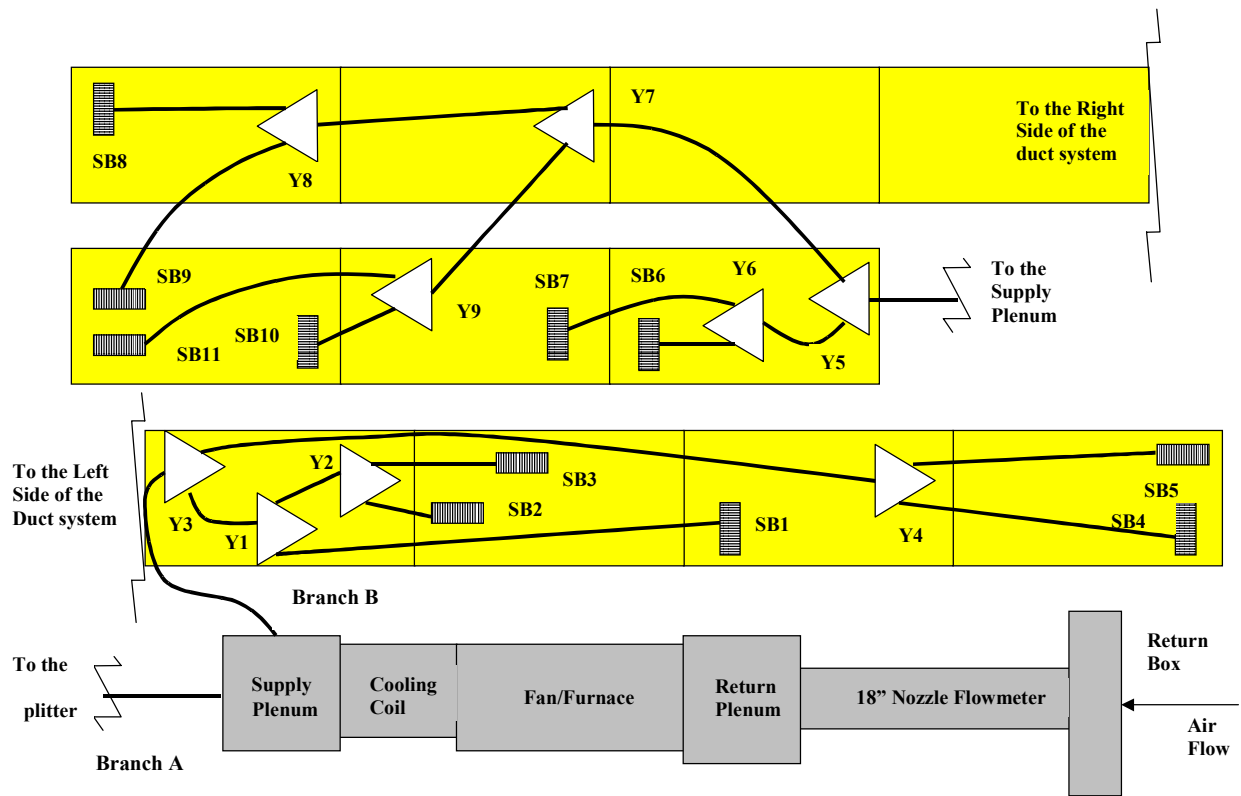 Y7
To the Right
Side of the
duct system
SB8
Y8
SB9
SB11
SB10
Y9
SB7
SB6
Y6
Y5
To the
Supply
Plenum
To the Left
Side of the
Duct system
Y3
Y1
Y2
SB3
SB2
SB1
Y4
SB5
SB4
Branch B
To the
plitter
Branch A
Supply
Plenum
Cooling
Coil
Fan/Furnace
Return
Plenum
18” Nozzle Flowmeter
Return
Box
Air
Flow